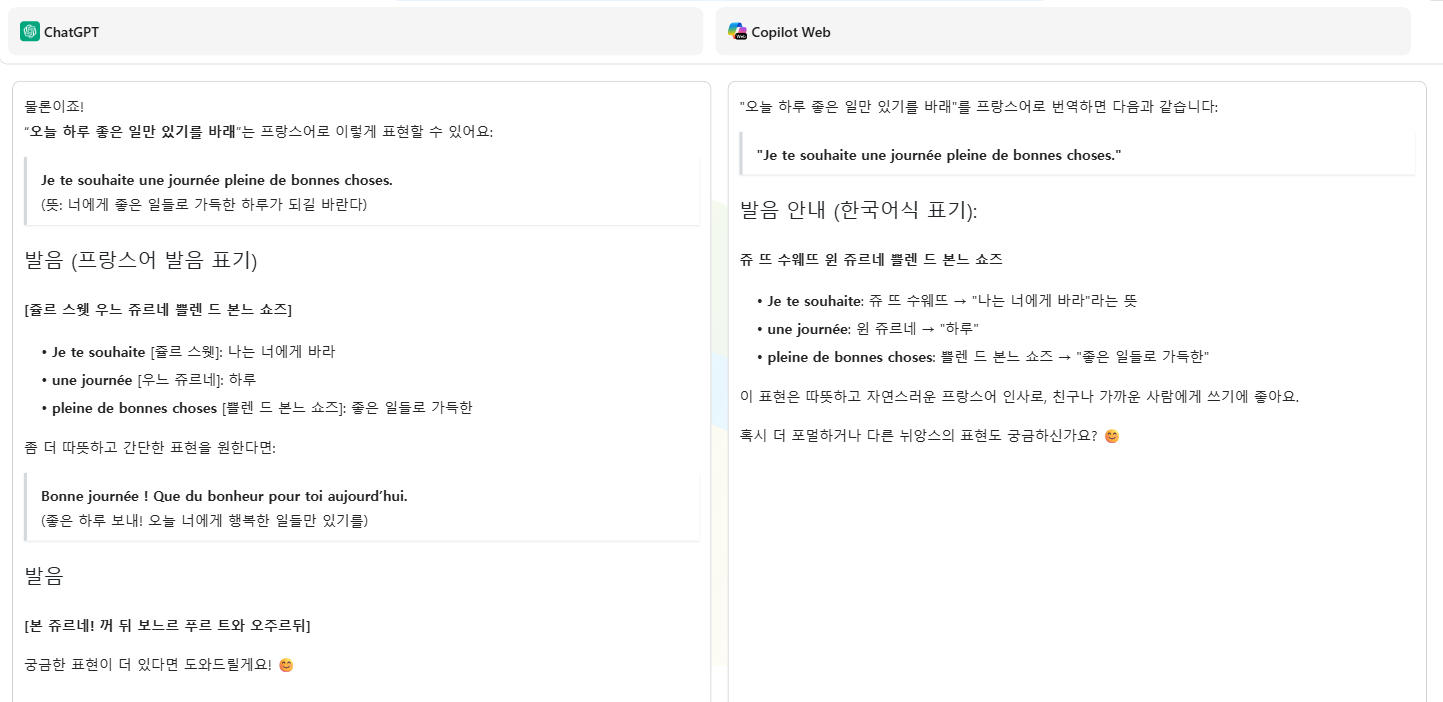 ChatGPT
물론이죠!
“오늘 하루 좋은 일만 있기를 바래”는 프랑스어로 이렇게 표현할 수 있어요:
Je te souhaite une journée pleine de bonnes choses.
(뜻: 너에게 좋은 일들로 가득한 하루가 되길 바란다)
발음 (프랑스어 발음 표기)
[쥴르 스웻 우느 쥬르네 쁠렌 드 본느 쇼즈]
• Je te souhaite [쥴르 스웻]: 나는 너에게 바라
• une journée [우느 쥬르네]: 하루
• pleine de bonnes choses [쁠렌 드 본느 쇼즈]: 좋은 일들로 가득한
좀 더 따뜻하고 간단한 표현을 원한다면:
Bonne journée ! Que du bonheur pour toi aujourd’hui.
(좋은 하루 보내! 오늘 너에게 행복한 일들만 있기를)
발음
[본 쥬르네! 꺼 뒤 보느르 푸르 트와 오주르뒤]
궁금한 표현이 더 있다면 도와드릴게요! 😊
Copilot Web
"오늘 하루 좋은 일만 있기를 바래"를 프랑스어로 번역하면 다음과 같습니다:
"Je te souhaite une journée pleine de bonnes choses."
발음 안내 (한국어식 표기):
쥬 뜨 수웨뜨 윈 쥬르네 쁠렌 드 본느 쇼즈
• Je te souhaite: 쥬 뜨 수웨뜨 → "나는 너에게 바라"라는 뜻
• une journée: 윈 쥬르네 → "하루"
• pleine de bonnes choses: 쁠렌 드 본느 쇼즈 → "좋은 일들로 가득한"
이 표현은 따뜻하고 자연스러운 프랑스어 인사로, 친구나 가까운 사람에게 쓰기에 좋아요.
혹시 더 포멀하거나 다른 뉘앙스의 표현도 궁금하신가요? 😊